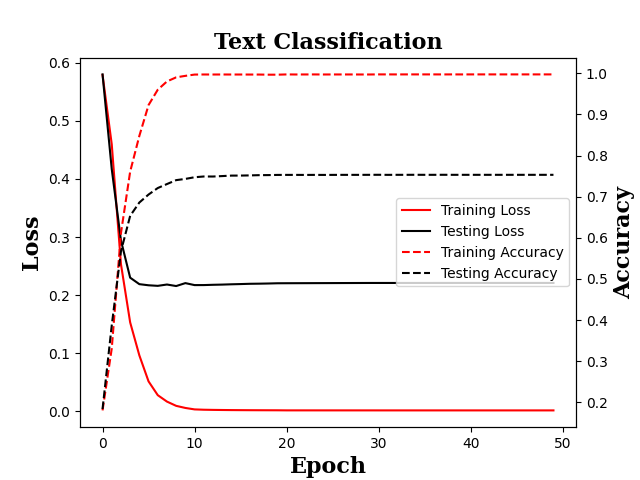 Text Classification
0.6
0.5
0.4
0.3
0.2
0.1
0.0
Loss
1.0
0.9
0.8
0.7
0.6
0.5
0.4
0.3
0.2
Accuracy
Training Loss
Testing Loss
Training Accuracy
Testing Accuracy
0 10 20 30 40 50
Epoch